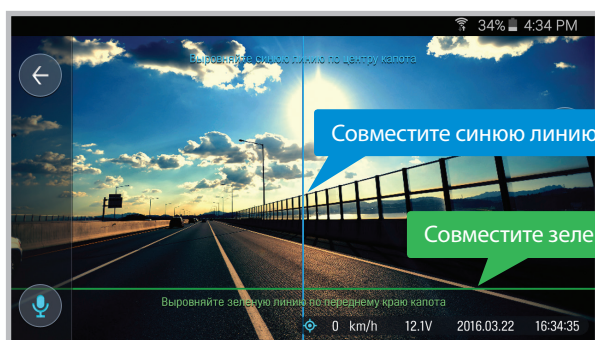 34% 4:34 PM
Выровняйте синюю линию по центру капота
Совместите синюю линию
Совместите зеле
Выровняйте зеленую линию по переднему краю капота
0 km/h 12.1V 2016.03.22 16:34:35